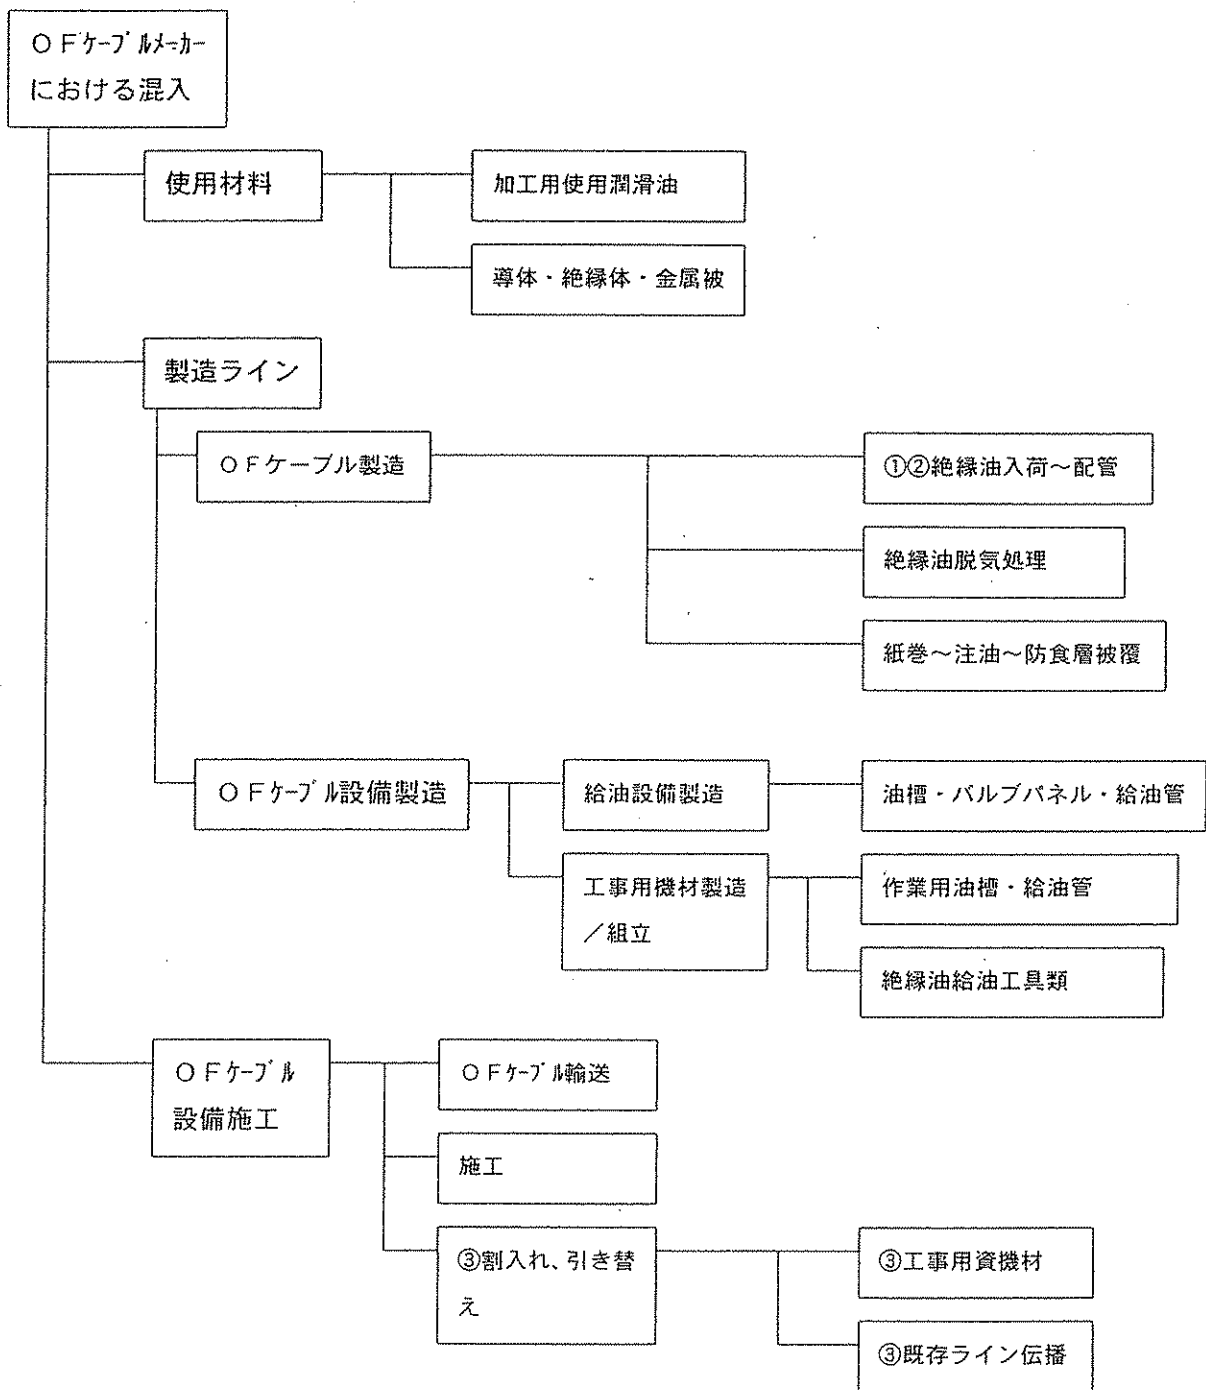 ＯＦｹｰﾌﾞﾙﾒｰｶｰ
における混入
使用材料
加工用使用潤滑油
導体・絶縁体・金属被
製造ライン
ＯＦケーブル製造
①②絶縁油入荷～配管
絶縁油脱気処理
紙巻～注油～防食層被覆
ＯＦｹｰﾌﾞﾙ設備製造
給油設備製造
油槽・バルブパネル・給油管
工事用機材製造
／組立
作業用油槽・給油管
絶縁油給油工具類
ＯＦｹｰﾌﾞﾙ
設備施工
ＯＦｹｰﾌﾞﾙ輸送
施工
③割入れ、引き替
え
③工事用資機材
③既存ライン伝播